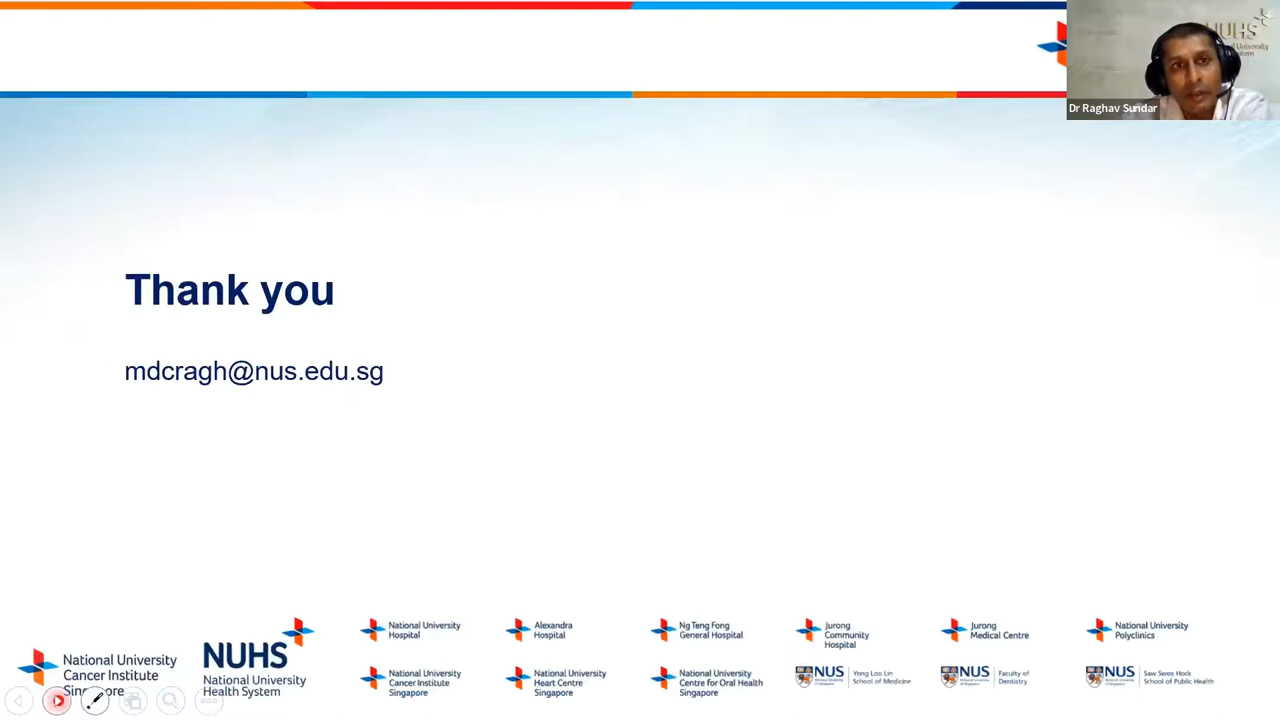 NUHS
Dr Raghav Sundar
Thank you
mdcragh@nus.edu.sg
National University
Cancer Institute
Singapore
NUHS
National University
Health System
National University
Hospital
Alexandra
Hospital
Ng Teng Fong
General Hospital
Jurong
Community
Hospital
Jurong
Medical Centre
National University
Polyclinics
National University
Cancer Institute
Singapore
National University
Heart Centre
Singapore
National University
Centre for Oral Health
Singapore
NUS
Yong Loo Lin
School of Medicine
NUS
Faculty of
Dentistry
NUS
Saw Swee Hock
School of Public Health